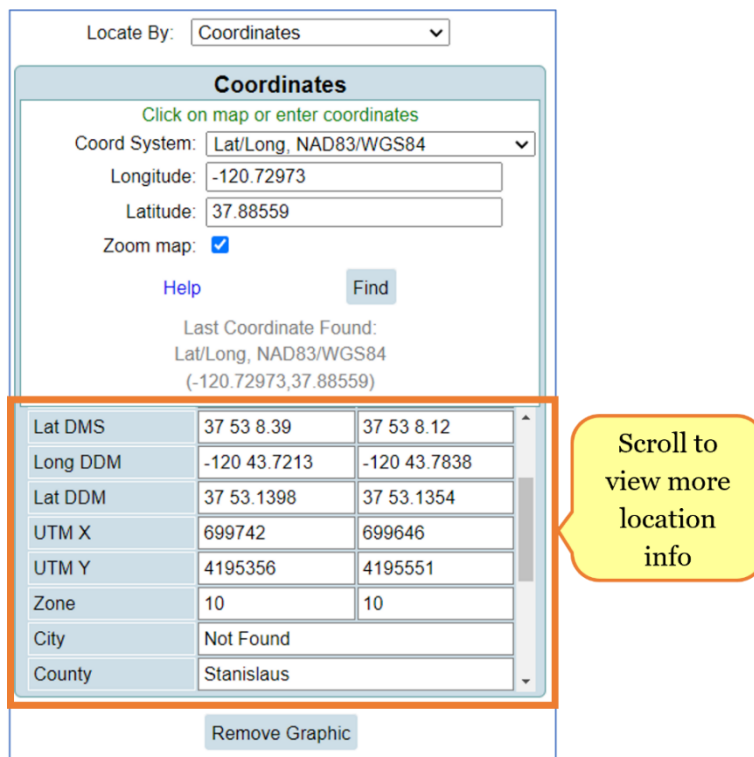 Locate By: Coordinates
Coordinates
Click on map or enter coordinates
Coord System: Lat/Long, NAD83/WGS84
Longitude: -120.72973
Latitude: 37.88559
Zoom map:
Help Find
Last Coordinate Found:
Lat/Long, NAD83/WGS84
(-120.72973,37.88559)
Lat DMS 37 53 8.39 37 53 8.12
Long DDM -120 43.7213 -120 43.7838
Lat DDM 37 53.1398 37 53.1354
UTM X 699742 699646
UTM Y 4195356 4195551
Zone 10 10
City Not Found
County Stanislaus
Remove Graphic
Scroll to
view more
location
info